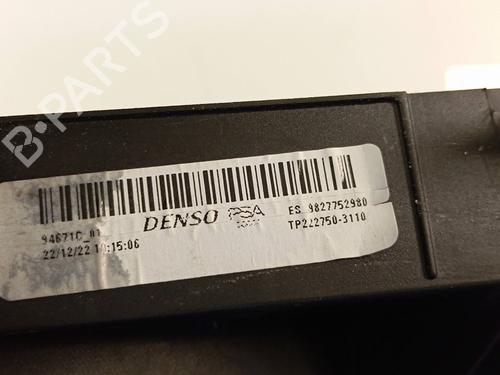 B-PARTS
DENSO PSA ES 9827752980
94671C_01 TP222750-3110
22/12/22 10:15:06